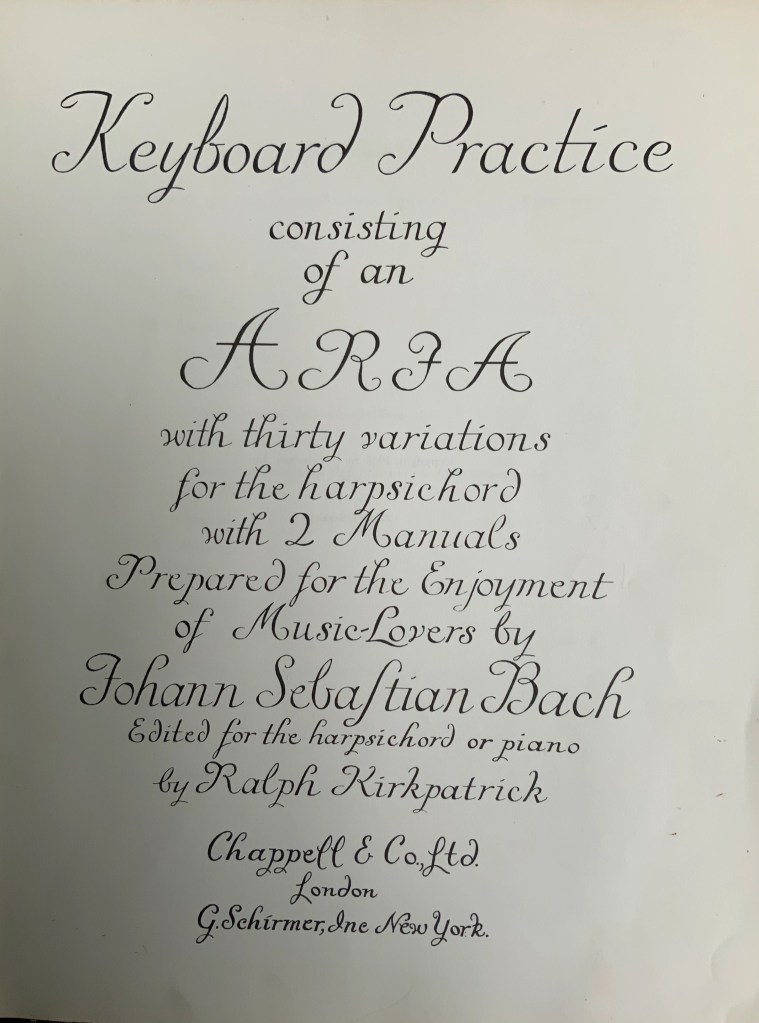 Keyboard Practice
consisting
of an
ARIA
with thirty variations
for the harpsichord
with 2 Manuals
Prepared for the Enjoyment
of Music-Lovers by
Johann Sebaſtian Bach
Edited for the harpsichord or piano
by Ralph Kirkpatrick
Chappell & Co., Ltd.
London
G. Schirmer, Inc New York.